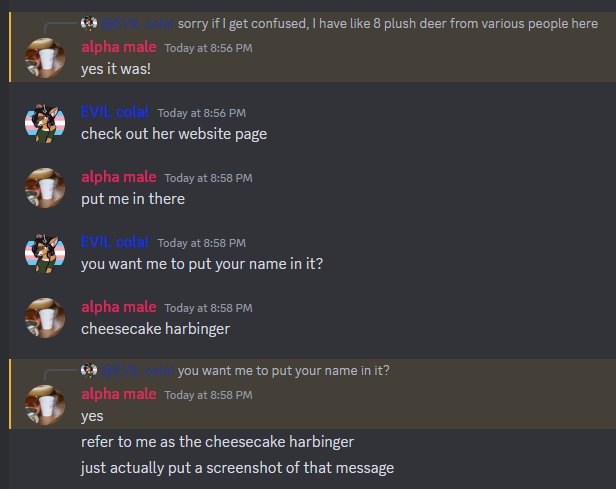 @EVIL cola! sorry if I get confused, I have like 8 plush deer from various people here
alpha male Today at 8:56 PM
yes it was!
EVIL cola! Today at 8:56 PM
check out her website page
alpha male Today at 8:58 PM
put me in there
EVIL cola! Today at 8:58 PM
you want me to put your name in it?
alpha male Today at 8:58 PM
cheesecake harbinger
@EVIL cola! you want me to put your name in it?
alpha male Today at 8:58 PM
yes
refer to me as the cheesecake harbinger
just actually put a screenshot of that message